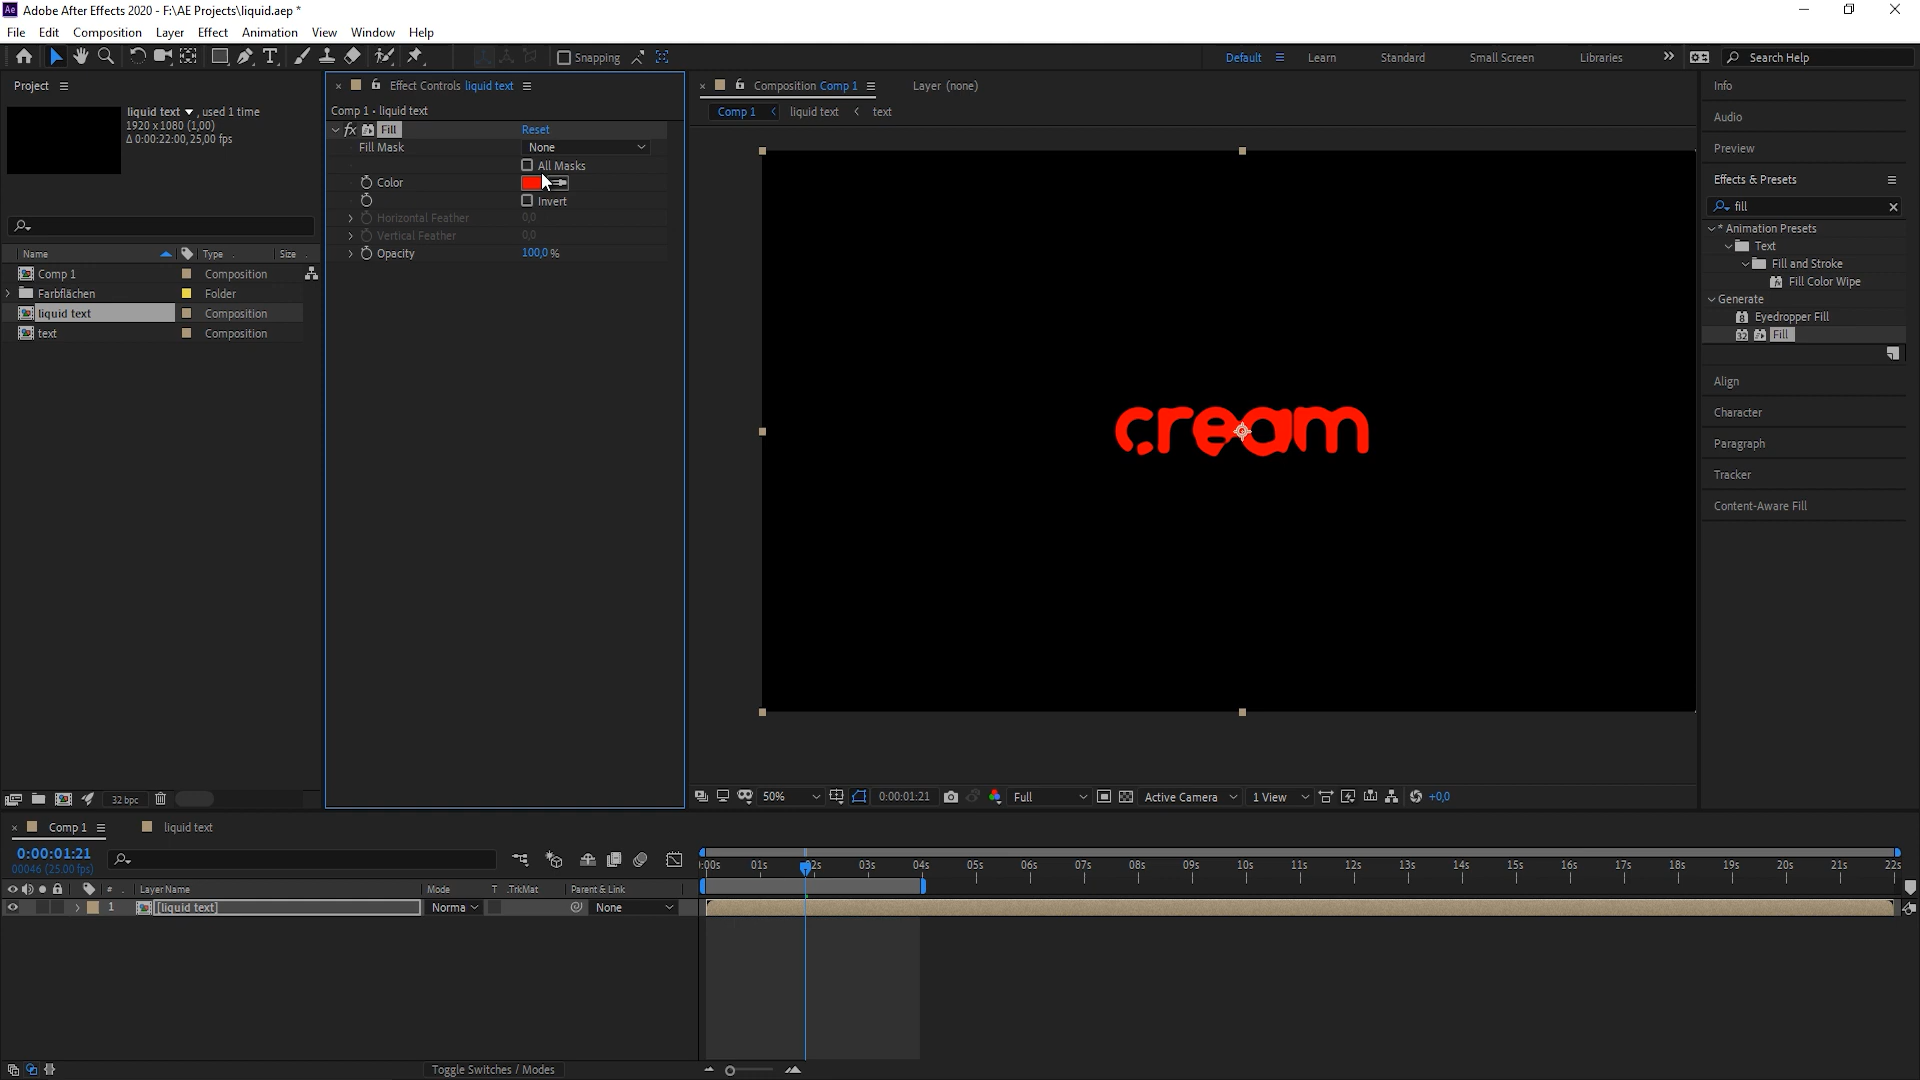 Ae Adobe After Effects 2020 - F:\AE Projects\liquid.aep *
File Edit Composition Layer Effect Animation View Window Help
Snapping
Default Learn Standard Small Screen Libraries Search Help
Project
liquid text , used 1 time
1920 x 1080 (1,00)
Δ 0:00:22:00, 25,00 fps
Name Type Size
Comp 1 Composition
Farbflächen Folder
liquid text Composition
text Composition
32 bpc
Effect Controls liquid text
Comp 1 • liquid text
fx Fill Reset
Fill Mask None
All Masks
Color
Invert
Horizontal Feather 0,0
Vertical Feather 0,0
Opacity 100,0 %
Composition Comp 1 Layer (none)
Comp 1 liquid text text
cream
50% 0:00:01:21 Full Active Camera 1 View +0,0
Info
Audio
Preview
Effects & Presets
fill
* Animation Presets
Text
Fill and Stroke
Fill Color Wipe
Generate
Eyedropper Fill
32 Fill
Align
Character
Paragraph
Tracker
Content-Aware Fill
Comp 1 liquid text
0:00:01:21
00046 (25.00 fps)
# Layer Name Mode T .TrkMat Parent & Link
1 [liquid text] Norma None
:00s 01s 02s 03s 04s 05s 06s 07s 08s 09s 10s 11s 12s 13s 14s 15s 16s 17s 18s 19s 20s 21s 22s
Toggle Switches / Modes